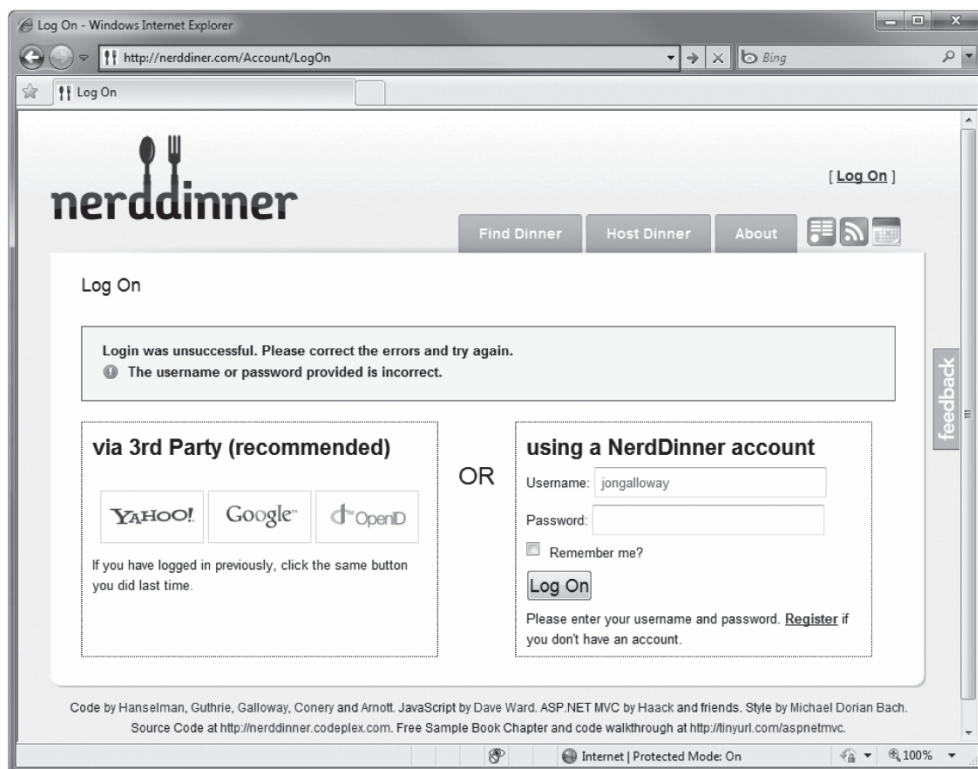 Log On - Windows Internet Explorer
http://nerddiner.com/Account/LogOn
Bing
Log On
nerddinner
[ Log On ]
Find Dinner
Host Dinner
About
Log On
Login was unsuccessful. Please correct the errors and try again.
The username or password provided is incorrect.
feedback
via 3rd Party (recommended)
YAHOO!
Google
OpenID
If you have logged in previously, click the same button
you did last time.
OR
using a NerdDinner account
Username: jongalloway
Password:
Remember me?
Log On
Please enter your username and password. Register if
you don't have an account.
Code by Hanselman, Guthrie, Galloway, Conery and Arnott. JavaScript by Dave Ward. ASP.NET MVC by Haack and friends. Style by Michael Dorian Bach.
Source Code at http://nerddinner.codeplex.com. Free Sample Book Chapter and code walkthrough at http://tinyurl.com/aspnetmvc.
Internet | Protected Mode: On
100%